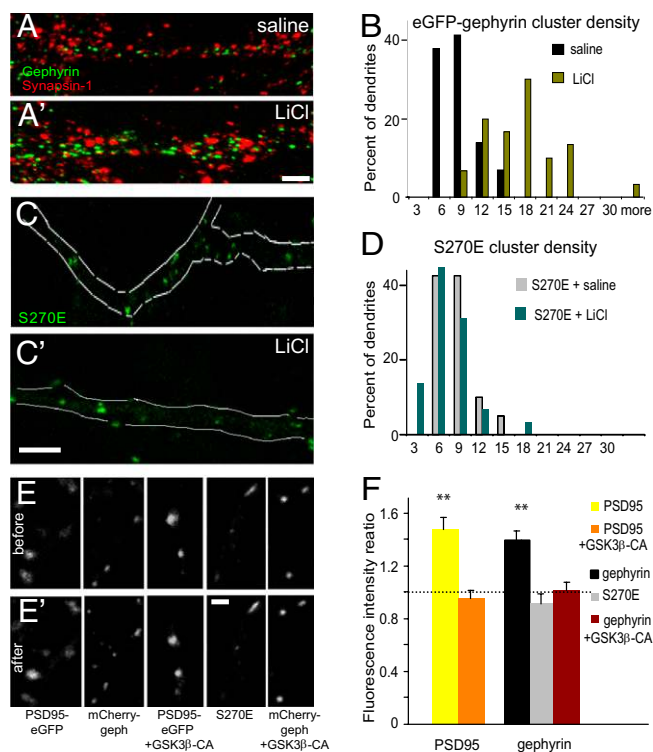 A
saline
Gephyrin
Synapsin-1
A'
LiCl
B
eGFP-gephyrin cluster density
saline
LiCl
Percent of dendrites
40
20
0
3 6 9 12 15 18 21 24 27 30 more
C
S270E
C'
LiCl
D
S270E cluster density
S270E + saline
S270E + LiCl
Percent of dendrites
40
20
0
3 6 9 12 15 18 21 24 27 30
E
before
E'
after
PSD95-
eGFP
mCherry-
geph
PSD95-
eGFP
+GSK3β-CA
S270E
mCherry
-geph
+GSK3β-CA
F
Fluorescence intensity reatio
1.6
1.2
0.8
0.4
0
**
**
PSD95
PSD95
+GSK3β-CA
gephyrin
S270E
gephyrin
+GSK3β-CA
PSD95
gephyrin